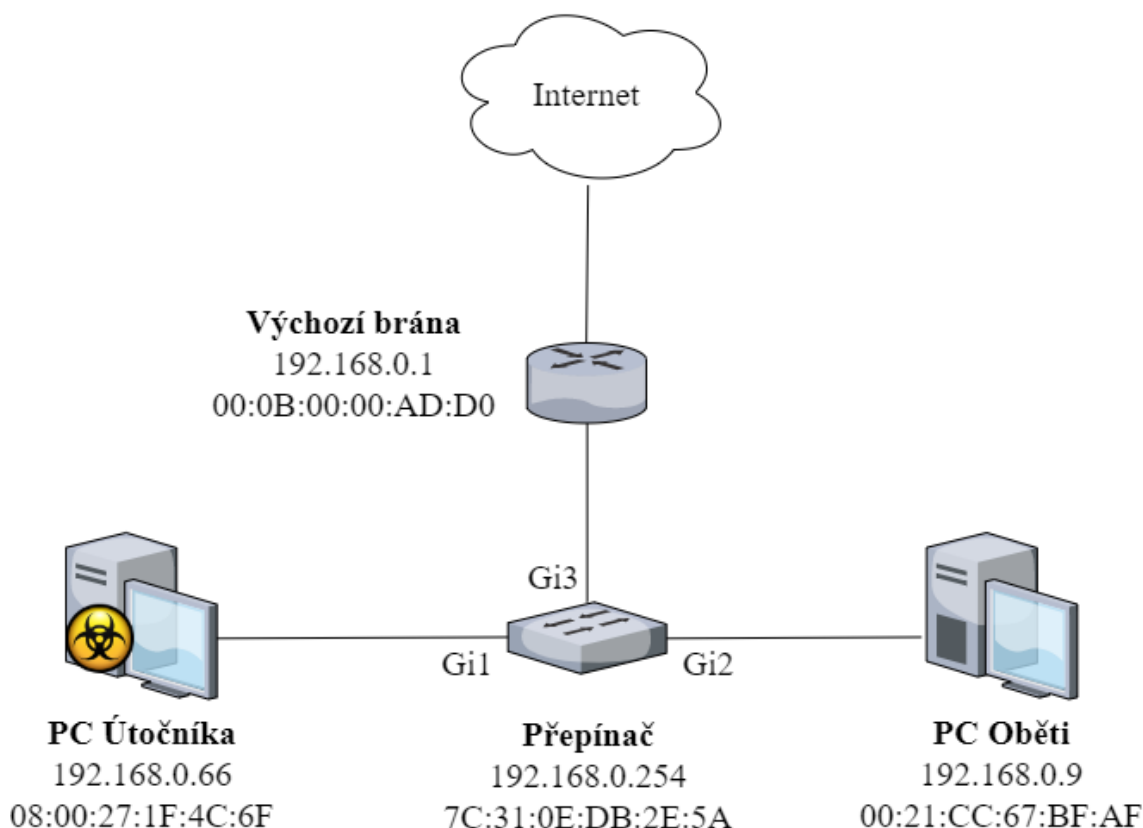 Internet
Výchozí brána
192.168.0.1
00:0B:00:00:AD:D0
Gi3
Gi1
Gi2
PC Útočníka
192.168.0.66
08:00:27:1F:4C:6F
Přepínač
192.168.0.254
7C:31:0E:DB:2E:5A
PC Oběti
192.168.0.9
00:21:CC:67:BF:AF